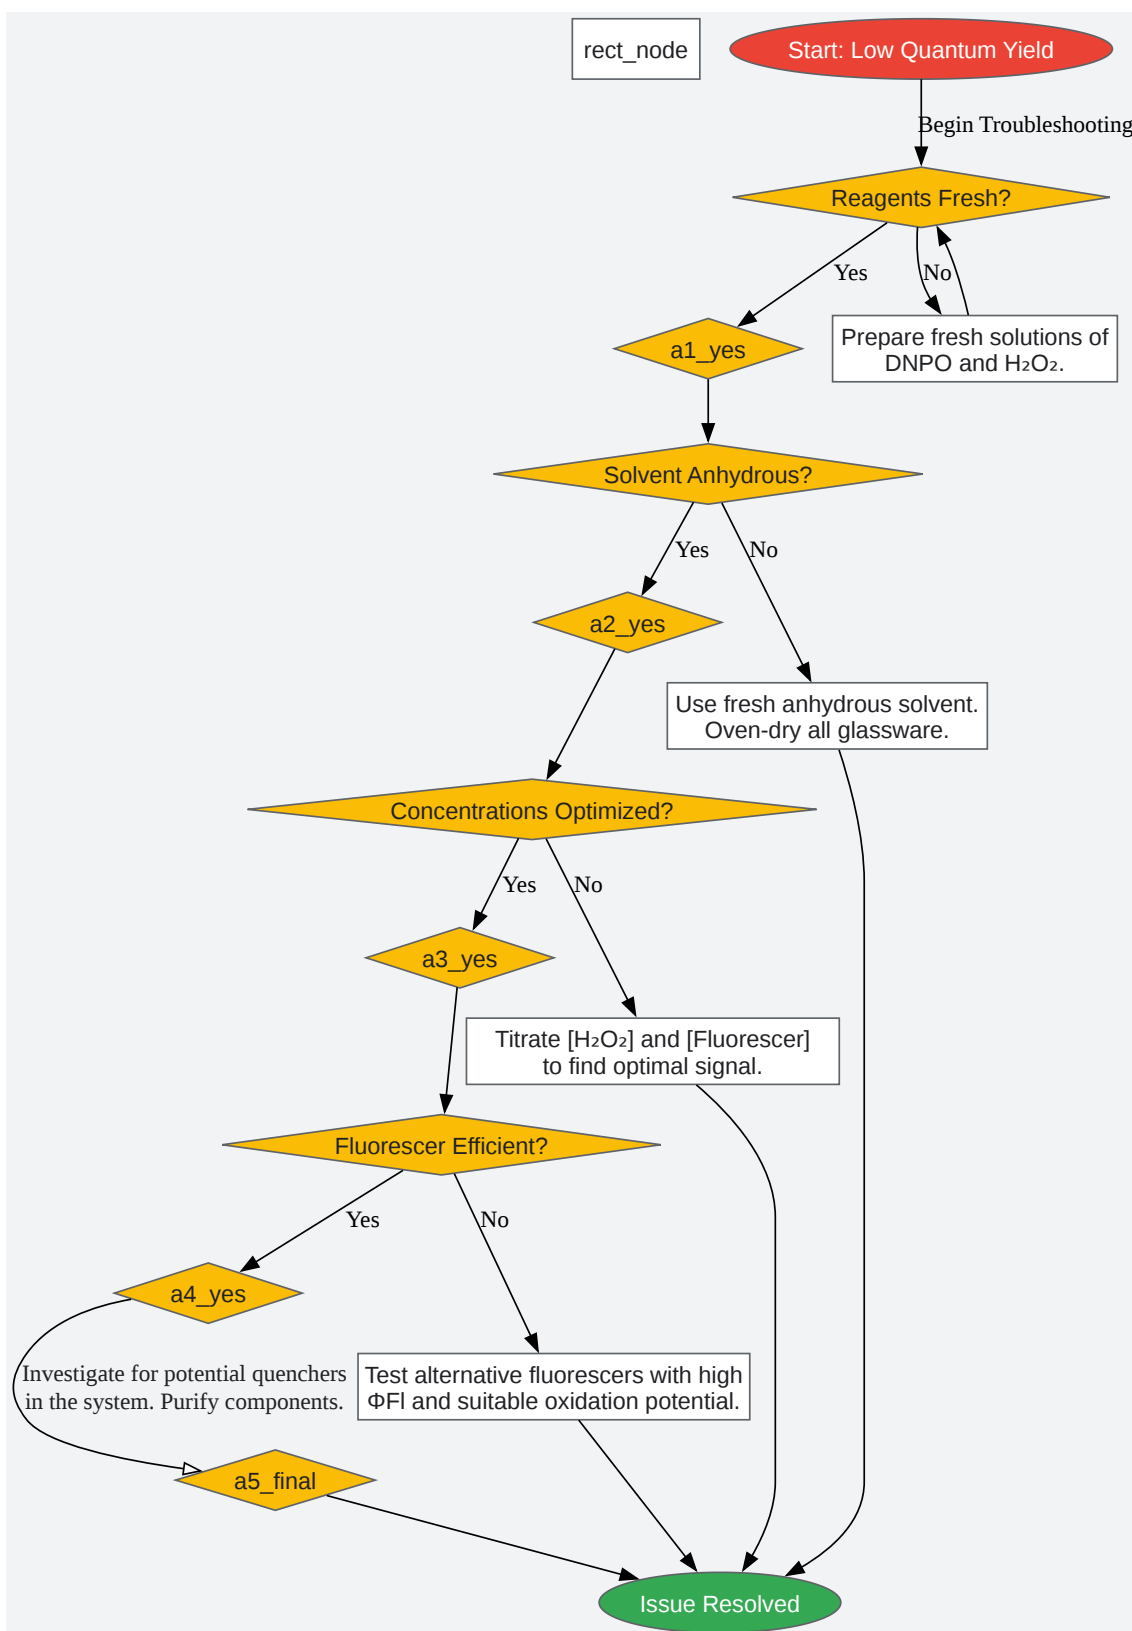 rect_node
Start: Low Quantum Yield
Begin Troubleshooting
Reagents Fresh?
Yes
No
a1_yes
Prepare fresh solutions of
DNPO and H₂O₂.
Solvent Anhydrous?
Yes
No
a2_yes
Use fresh anhydrous solvent.
Oven-dry all glassware.
Concentrations Optimized?
Yes
No
a3_yes
Titrate [H₂O₂] and [Fluorescer]
to find optimal signal.
Fluorescer Efficient?
Yes
No
a4_yes
Investigate for potential quenchers
in the system. Purify components.
Test alternative fluorescers with high
ΦFl and suitable oxidation potential.
a5_final
Issue Resolved